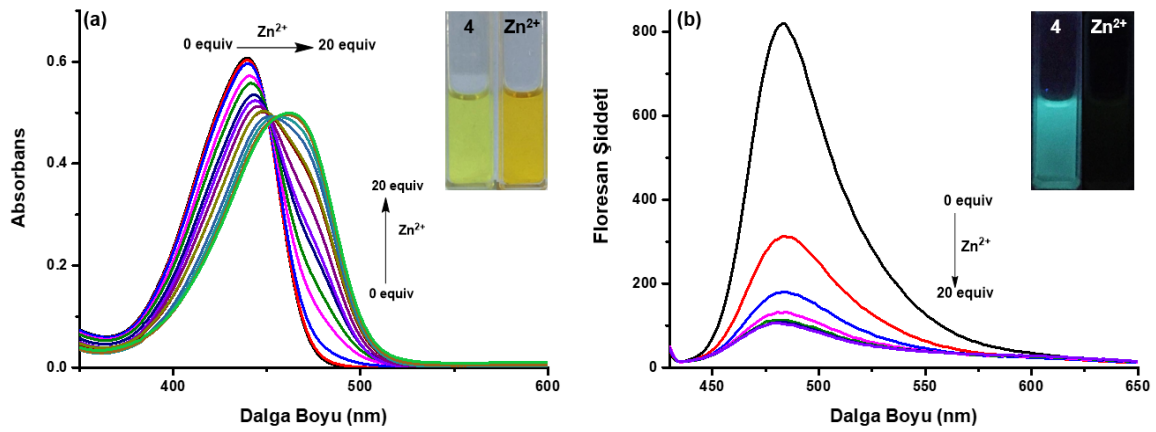 (a)
Zn²⁺
0 equiv
20 equiv
4
Zn²⁺
0.6
0.4
0.2
0.0
Absorbans
20 equiv
Zn²⁺
0 equiv
400
500
600
Dalga Boyu (nm)
(b)
4
Zn²⁺
800
600
400
200
0
Floresan Şiddeti
0 equiv
Zn²⁺
20 equiv
450
500
550
600
650
Dalga Boyu (nm)